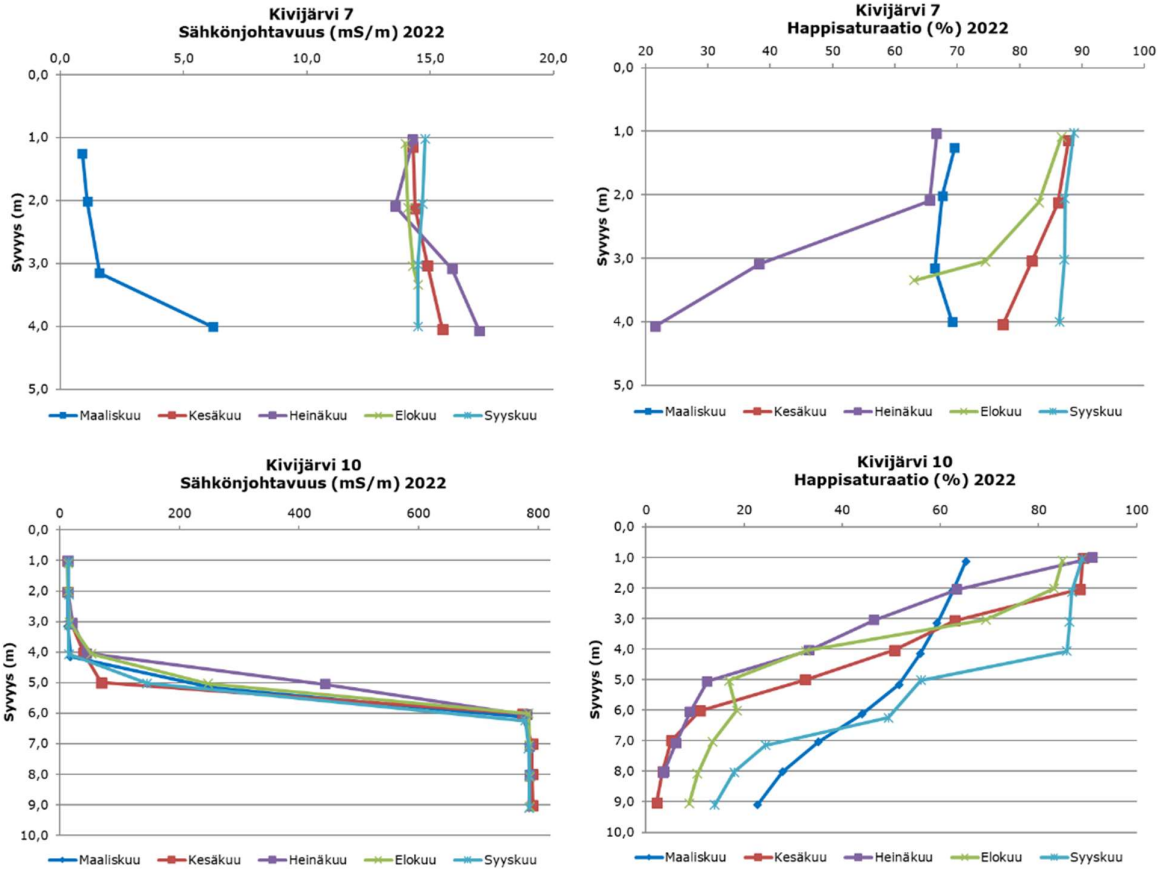 Kivijärvi 7
Sähkönjohtavuus (mS/m) 2022
0,0 5,0 10,0 15,0 20,0
0,0
1,0
2,0
3,0
4,0
5,0
Syvyys (m)
Maaliskuu Kesäkuu Heinäkuu Elokuu Syyskuu
Kivijärvi 7
Happisaturaatio (%) 2022
20 30 40 50 60 70 80 90 100
0,0
1,0
2,0
3,0
4,0
5,0
Syvyys (m)
Maaliskuu Kesäkuu Heinäkuu Elokuu Syyskuu
Kivijärvi 10
Sähkönjohtavuus (mS/m) 2022
0 200 400 600 800
0,0
1,0
2,0
3,0
4,0
5,0
6,0
7,0
8,0
9,0
10,0
Syvyys (m)
Maaliskuu Kesäkuu Heinäkuu Elokuu Syyskuu
Kivijärvi 10
Happisaturaatio (%) 2022
0 20 40 60 80 100
0,0
1,0
2,0
3,0
4,0
5,0
6,0
7,0
8,0
9,0
10,0
Syvyys (m)
Maaliskuu Kesäkuu Heinäkuu Elokuu Syyskuu